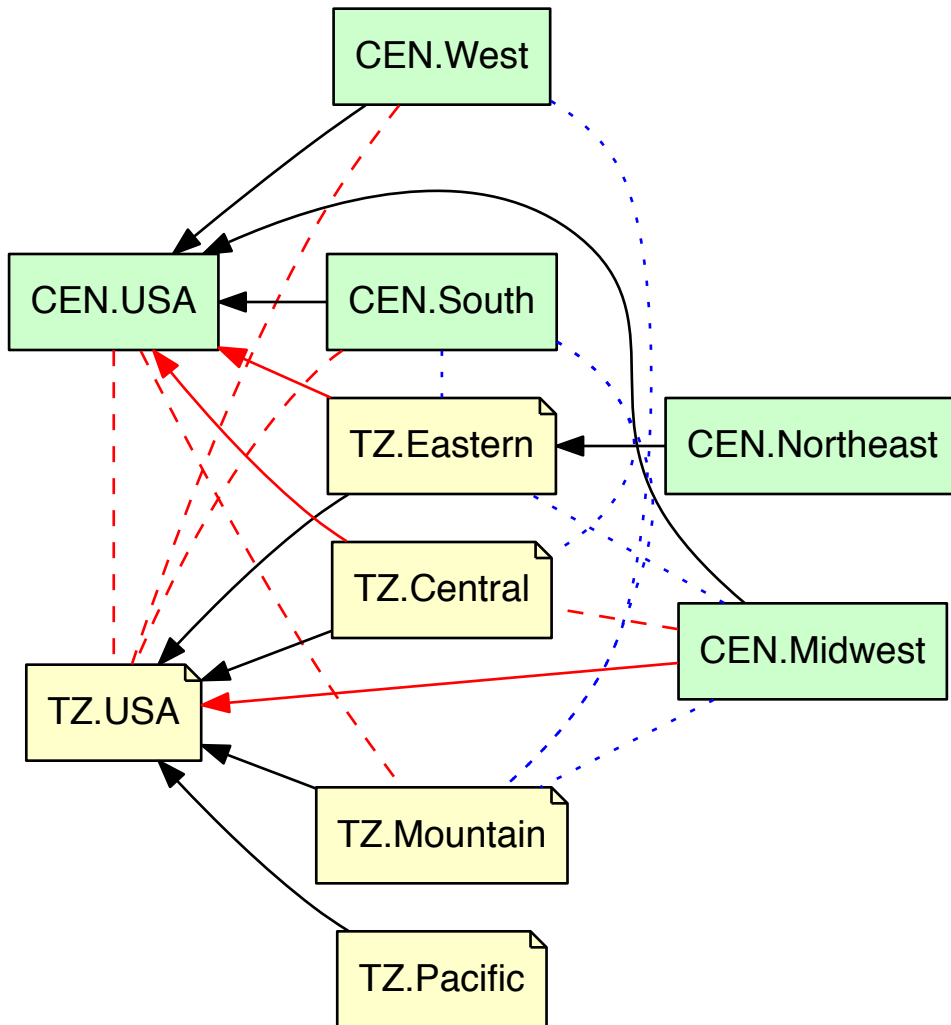 CEN.West
CEN.USA
CEN.South
TZ.Eastern
CEN.Northeast
TZ.Central
CEN.Midwest
TZ.USA
TZ.Mountain
TZ.Pacific